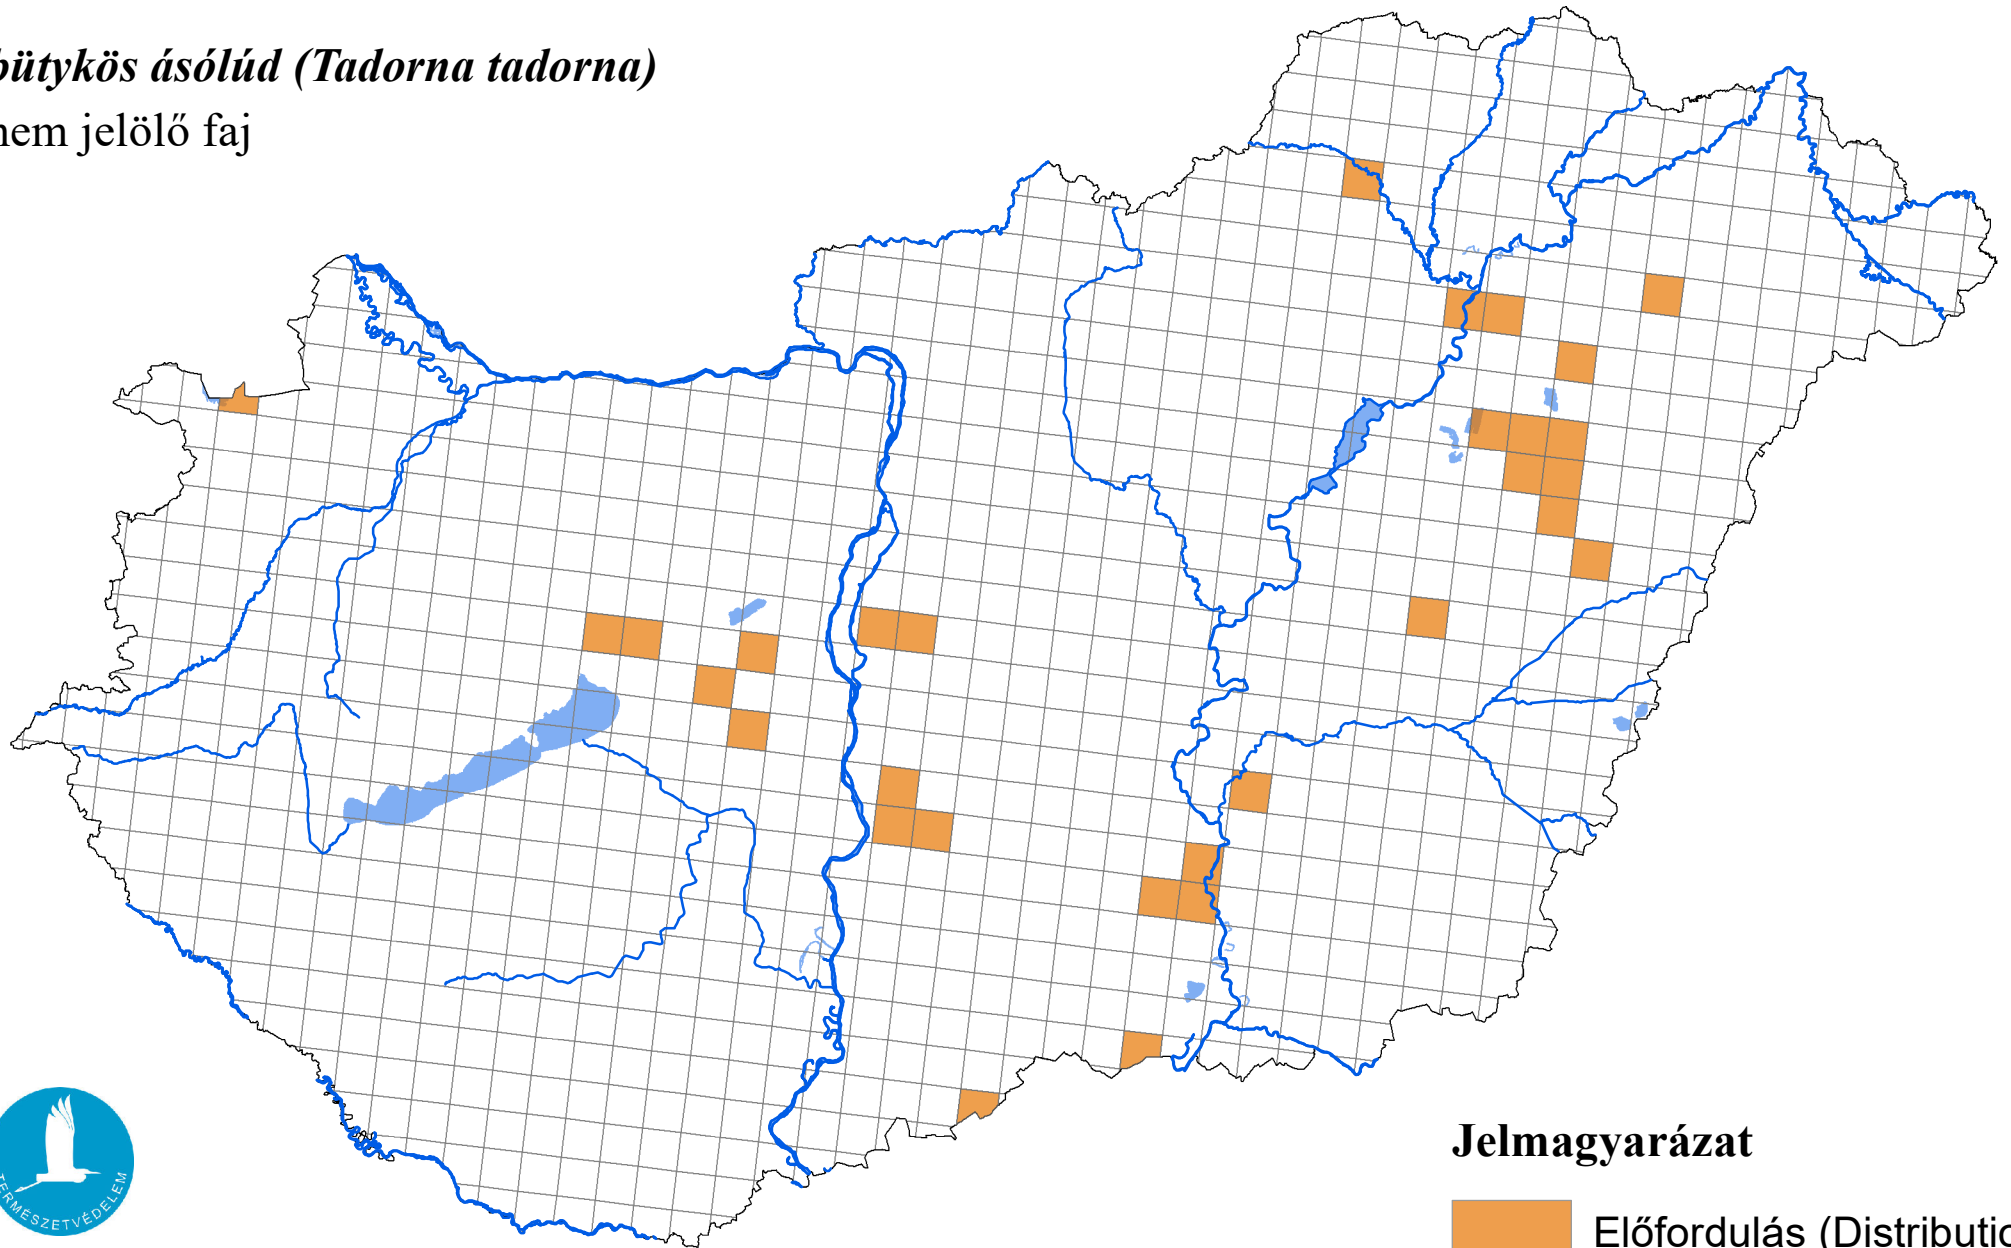 bütykös ásólúd (Tadorna tadorna)
nem jelölő faj
TERMÉSZETVÉDELEM
Jelmagyarázat
Előfordulás (Distributio